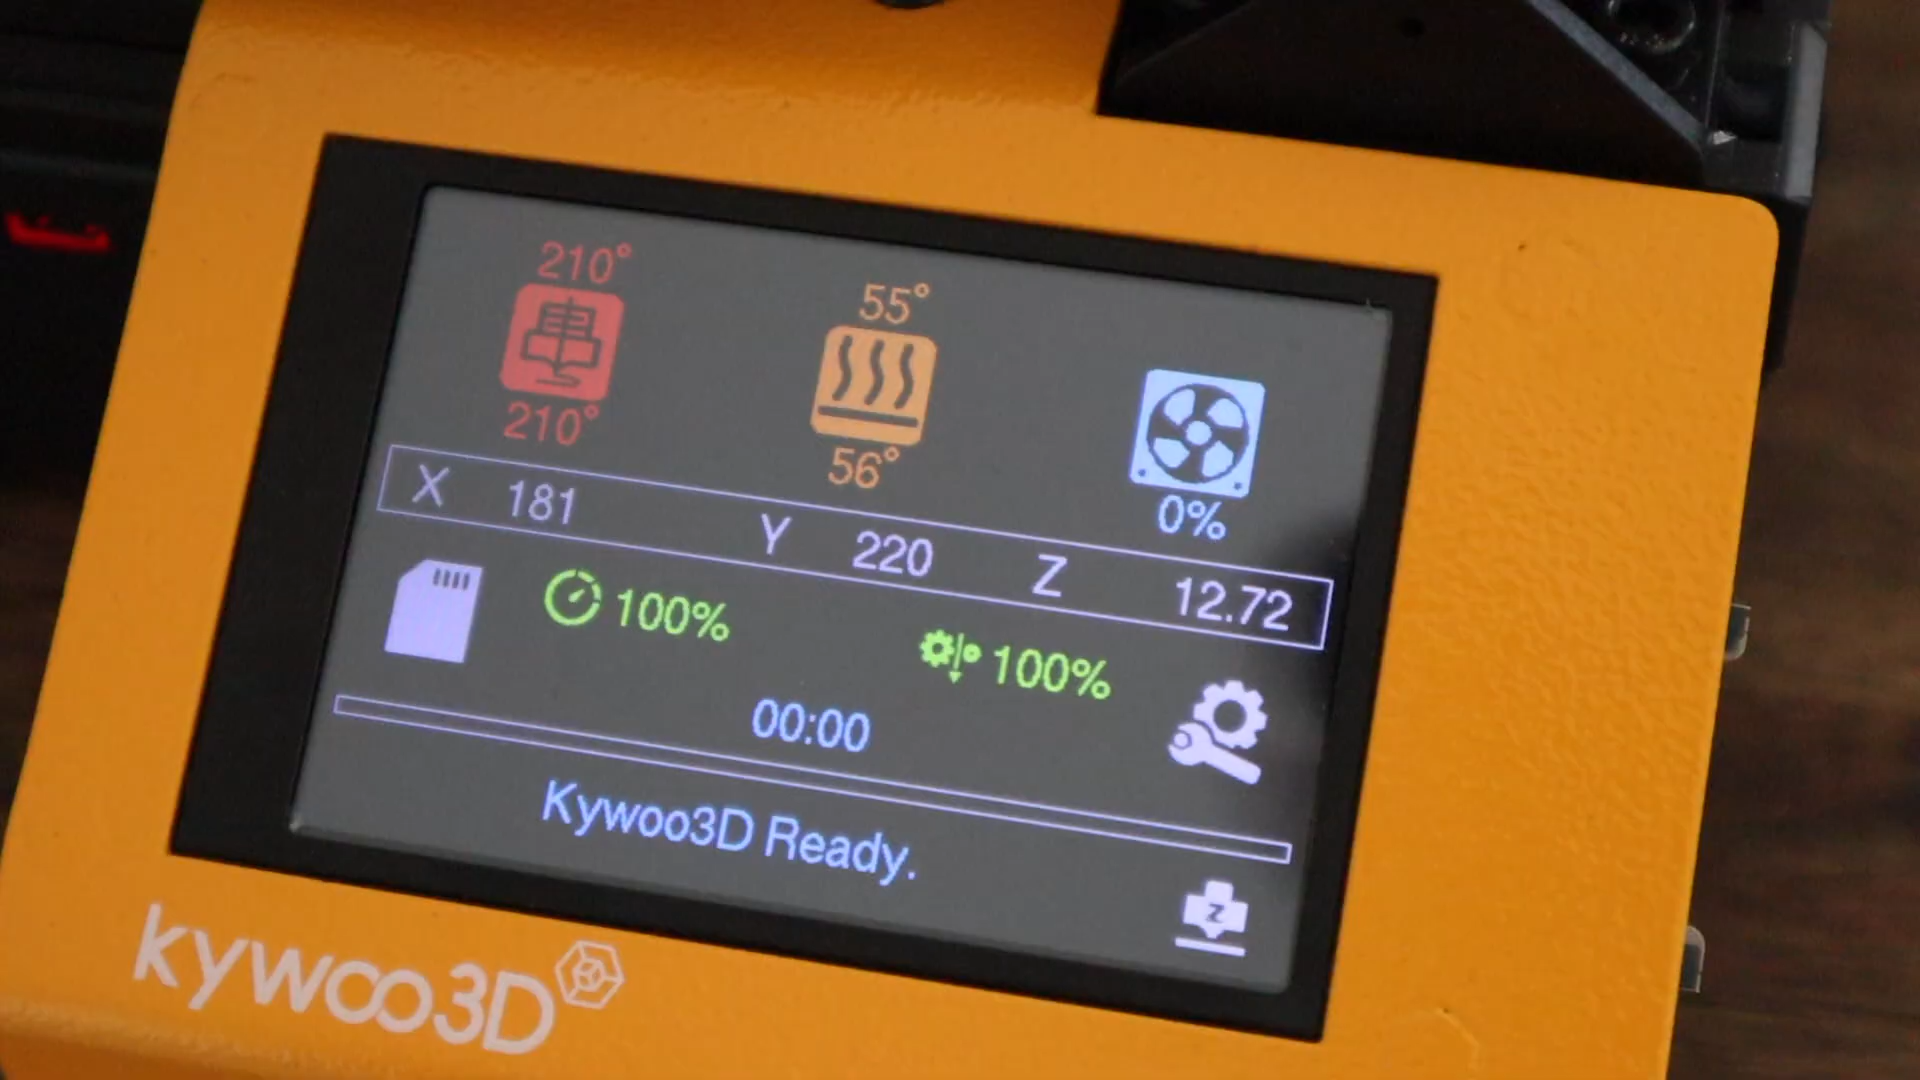 210°
210°
55°
56°
0%
X 181 Y 220 Z 12.72
100%
100%
00:00
Kywoo3D Ready.
Z
kywoo3D